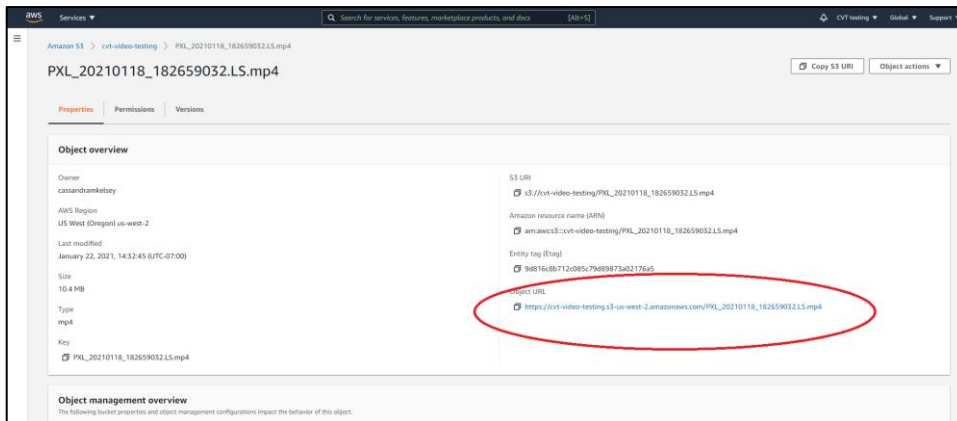 aws Services ▼ Search for services, features, marketplace products, and docs [Alt+S] CVT testing ▼ Global ▼ Support
Amazon S3 > cvt-video-testing > PXL_20210118_182659032.LS.mp4
PXL_20210118_182659032.LS.mp4
Copy S3 URI Object actions ▼
Properties Permissions Versions
Object overview
Owner
cassandramkelsey
AWS Region
US West (Oregon) us-west-2
Last modified
January 22, 2021, 14:32:45 (UTC-07:00)
Size
10.4 MB
Type
mp4
Key
PXL_20210118_182659032.LS.mp4
S3 URI
s3://cvt-video-testing/PXL_20210118_182659032.LS.mp4
Amazon resource name (ARN)
arn:aws:s3:::cvt-video-testing/PXL_20210118_182659032.LS.mp4
Entity tag (Etag)
9d816c8b712c085c79d89873a02176a5
Object URL
https://cvt-video-testing.s3-us-west-2.amazonaws.com/PXL_20210118_182659032.LS.mp4
Object management overview
The following bucket properties and object management configurations impact the behavior of this object.